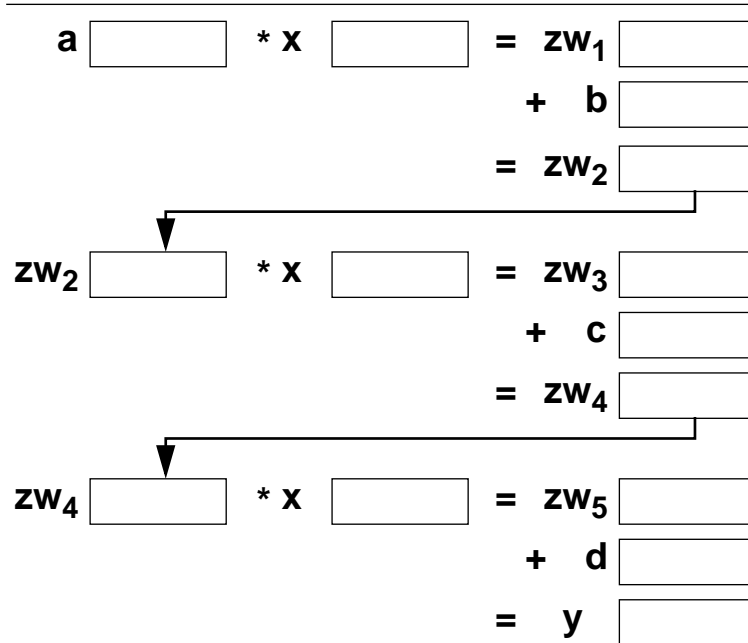 a * x = zw₁
+ b
= zw₂
zw₂ * x = zw₃
+ c
= zw₄
zw₄ * x = zw₅
+ d
= y